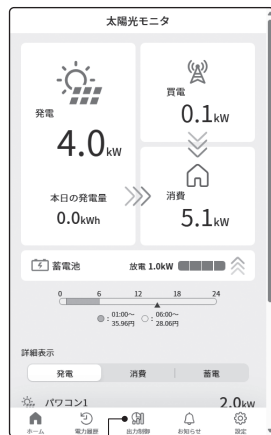 太陽光モニタ
発電
4.0kW
本日の発電量
0.0kWh
買電
0.1kW
消費
5.1kW
蓄電池 放電 1.0kW
0 6 12 18 24
: 01:00～ : 06:00～
35.96円 28.06円
詳細表示
発電 消費 蓄電
パワコン1 2.0kW
ホーム 電力履歴 出力制御 お知らせ 設定